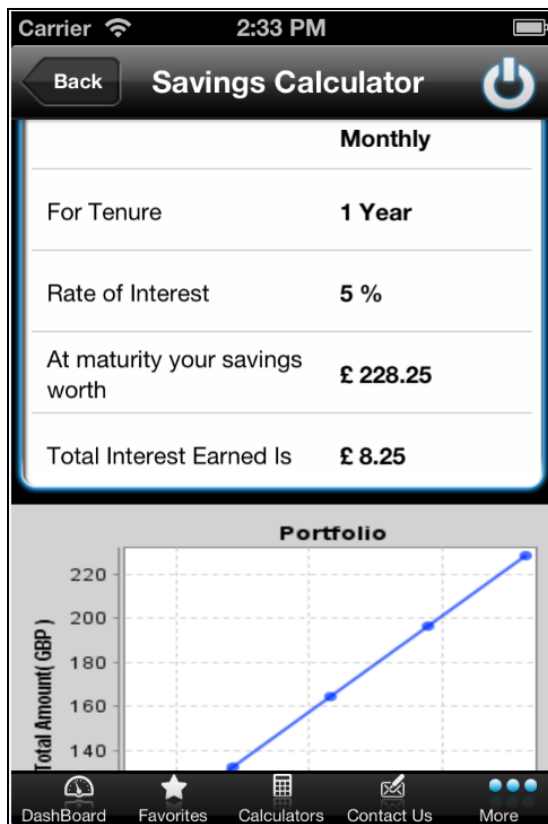 Carrier 2:33 PM
Back Savings Calculator
Monthly
For Tenure 1 Year
Rate of Interest 5 %
At maturity your savings
worth £ 228.25
Total Interest Earned Is £ 8.25
Portfolio
220
200
180
160
140
Total Amount( GBP )
DashBoard Favorites Calculators Contact Us More